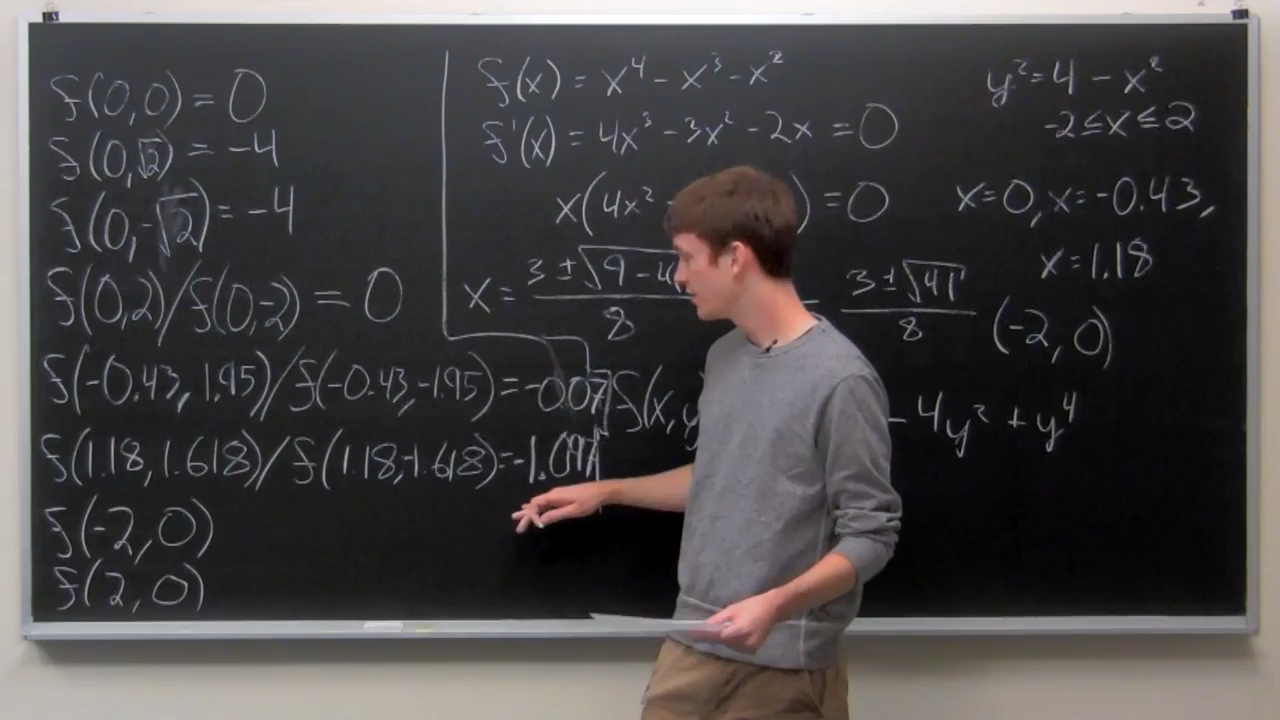 f(0,0) = 0
f(0,√2) = -4
f(0,-√2) = -4
f(0,2)/f(0,-2) = 0
f(-0.43, 1.95)/f(-0.43,-1.95) = -0.07
f(1.18,1.618)/f(1.18,-1.618) = -1.09
f(-2,0)
f(2,0)
f(x) = x⁴ - x³ - x²
f'(x) = 4x³ - 3x² - 2x = 0
x(4x² ) = 0
x = 3 ± √9 - 4 / 8 = 3 ± √41 / 8
f(x,y - 4y² + y⁴
y² = 4 - x²
-2 ≤ x ≤ 2
x=0, x=-0.43,
x=1.18
(-2,0)